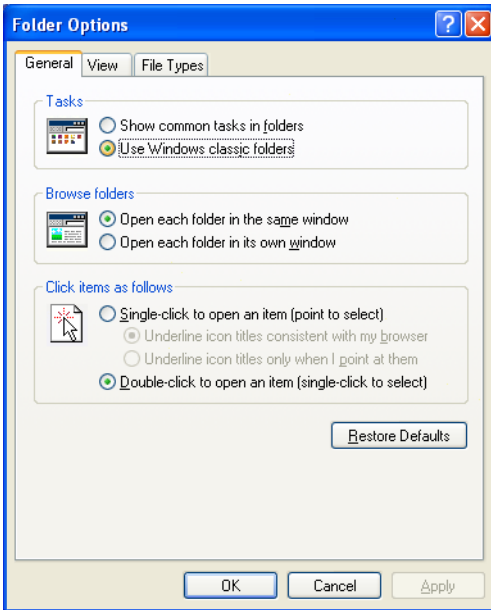 Folder Options
General View File Types
Tasks
Show common tasks in folders
Use Windows classic folders
Browse folders
Open each folder in the same window
Open each folder in its own window
Click items as follows
Single-click to open an item (point to select)
Underline icon titles consistent with my browser
Underline icon titles only when I point at them
Double-click to open an item (single-click to select)
Restore Defaults
OK Cancel Apply